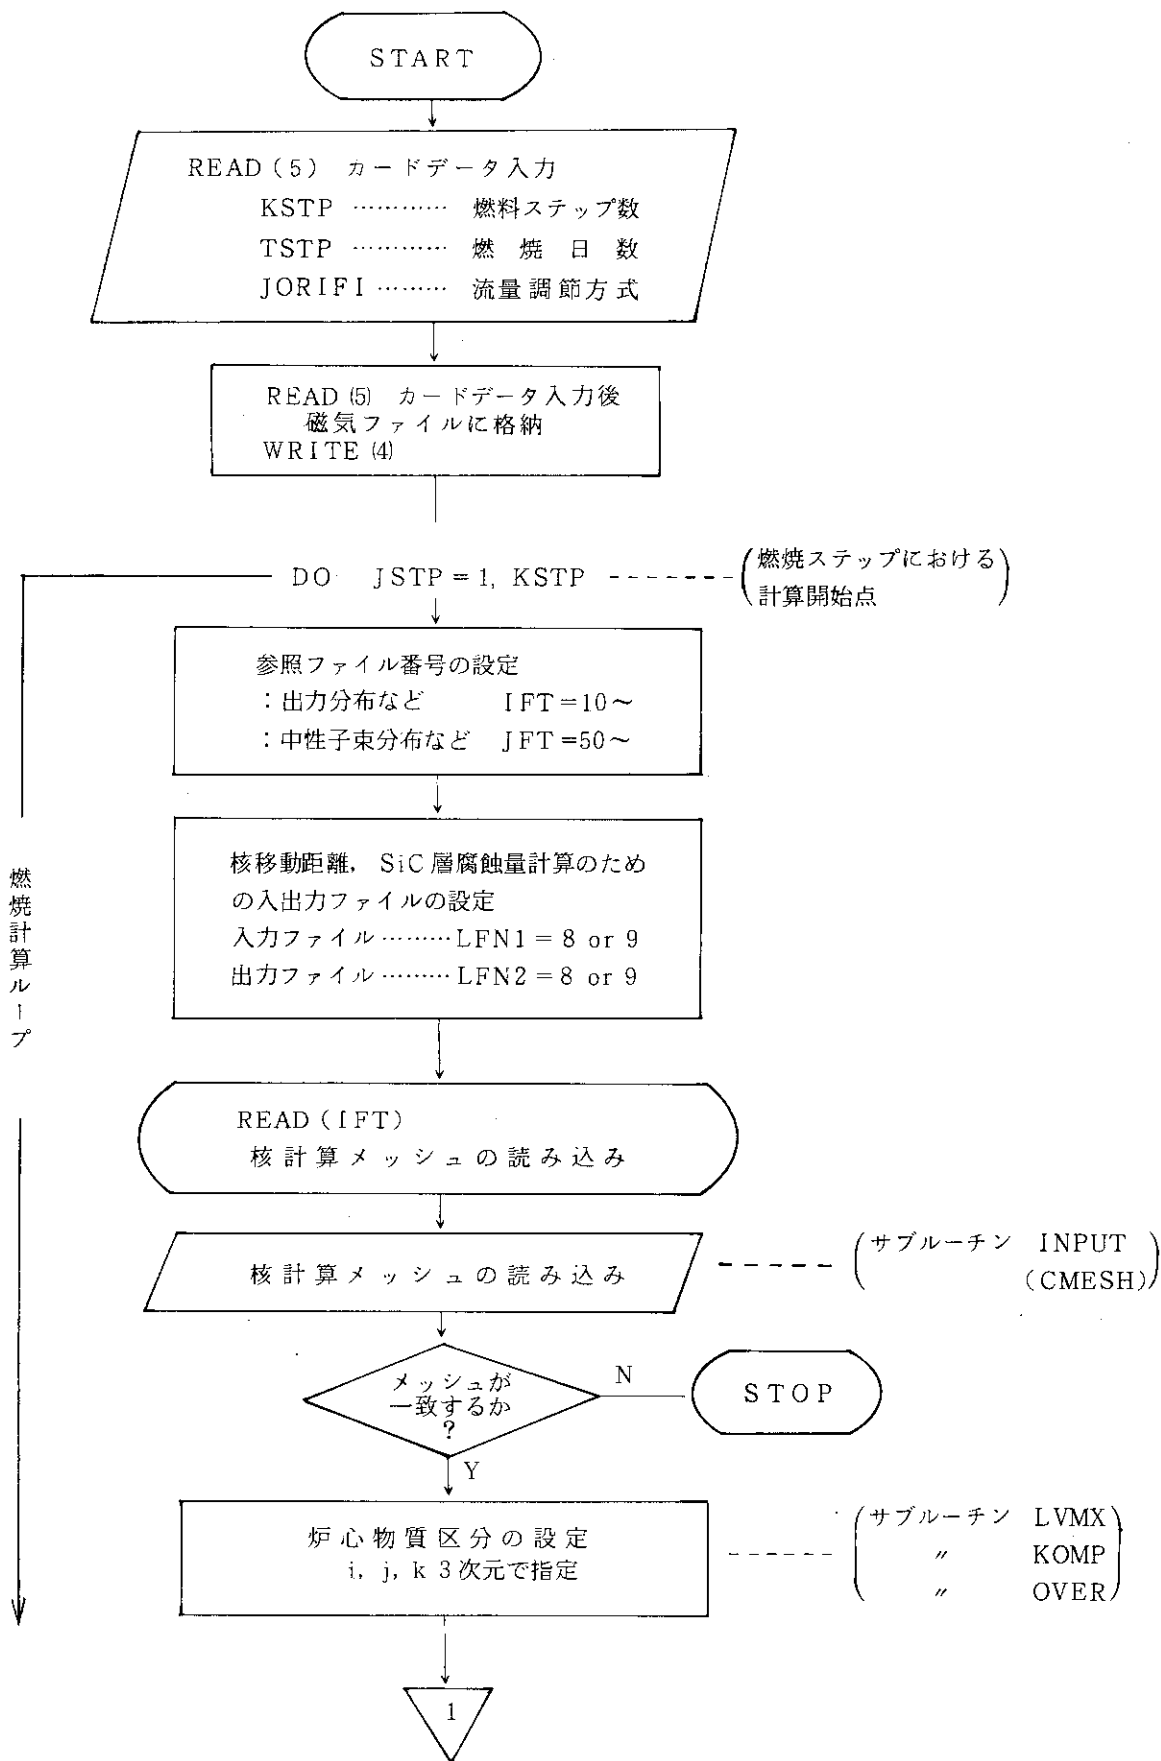 START
READ (5) カードデータ入力
KSTP ………… 燃料ステップ数
TSTP ………… 燃焼日数
JORIFI ……… 流量調節方式
READ (5) カードデータ入力後
磁気ファイルに格納
WRITE (4)
DO JSTP = 1, KSTP
(燃焼ステップにおける
計算開始点)
参照ファイル番号の設定
：出力分布など IFT = 10～
：中性子束分布など JFT = 50～
核移動距離, SiC 層腐蝕量計算のため
の入出力ファイルの設定
入力ファイル ……… LFN1 = 8 or 9
出力ファイル ……… LFN2 = 8 or 9
燃焼計算ループ
READ (IFT)
核計算メッシュの読み込み
核計算メッシュの読み込み
(サブルーチン INPUT
(CMESH))
メッシュが
一致するか
?
N
STOP
Y
炉心物質区分の設定
i, j, k 3次元で指定
(サブルーチン LVMX
〃 KOMP
〃 OVER)
1